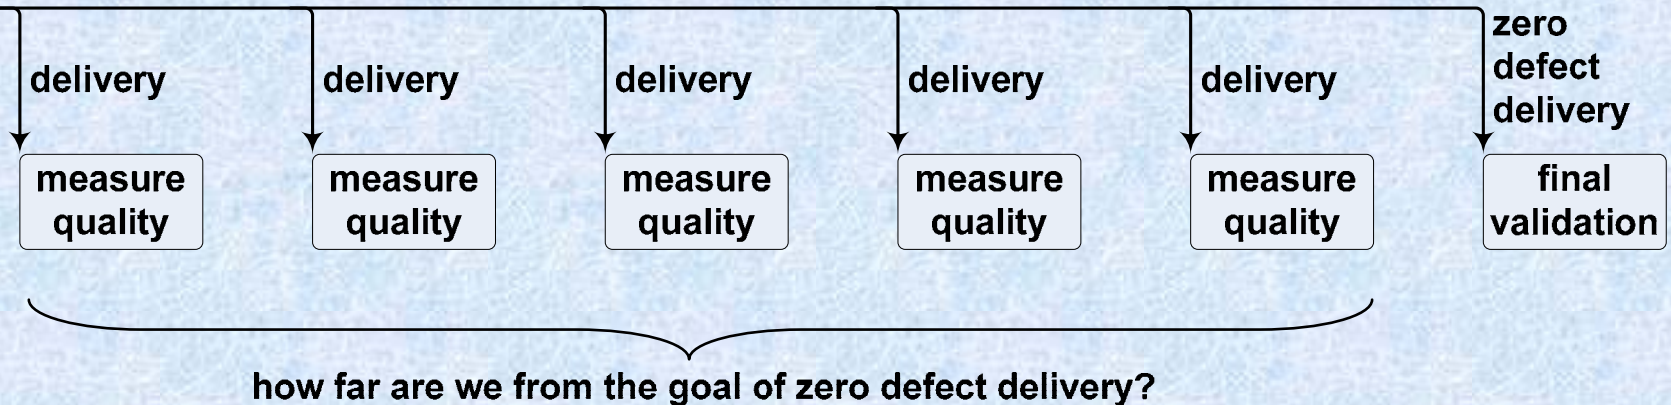 zero
defect
delivery
delivery
delivery
delivery
delivery
delivery
measure
quality
measure
quality
measure
quality
measure
quality
measure
quality
final
validation
how far are we from the goal of zero defect delivery?